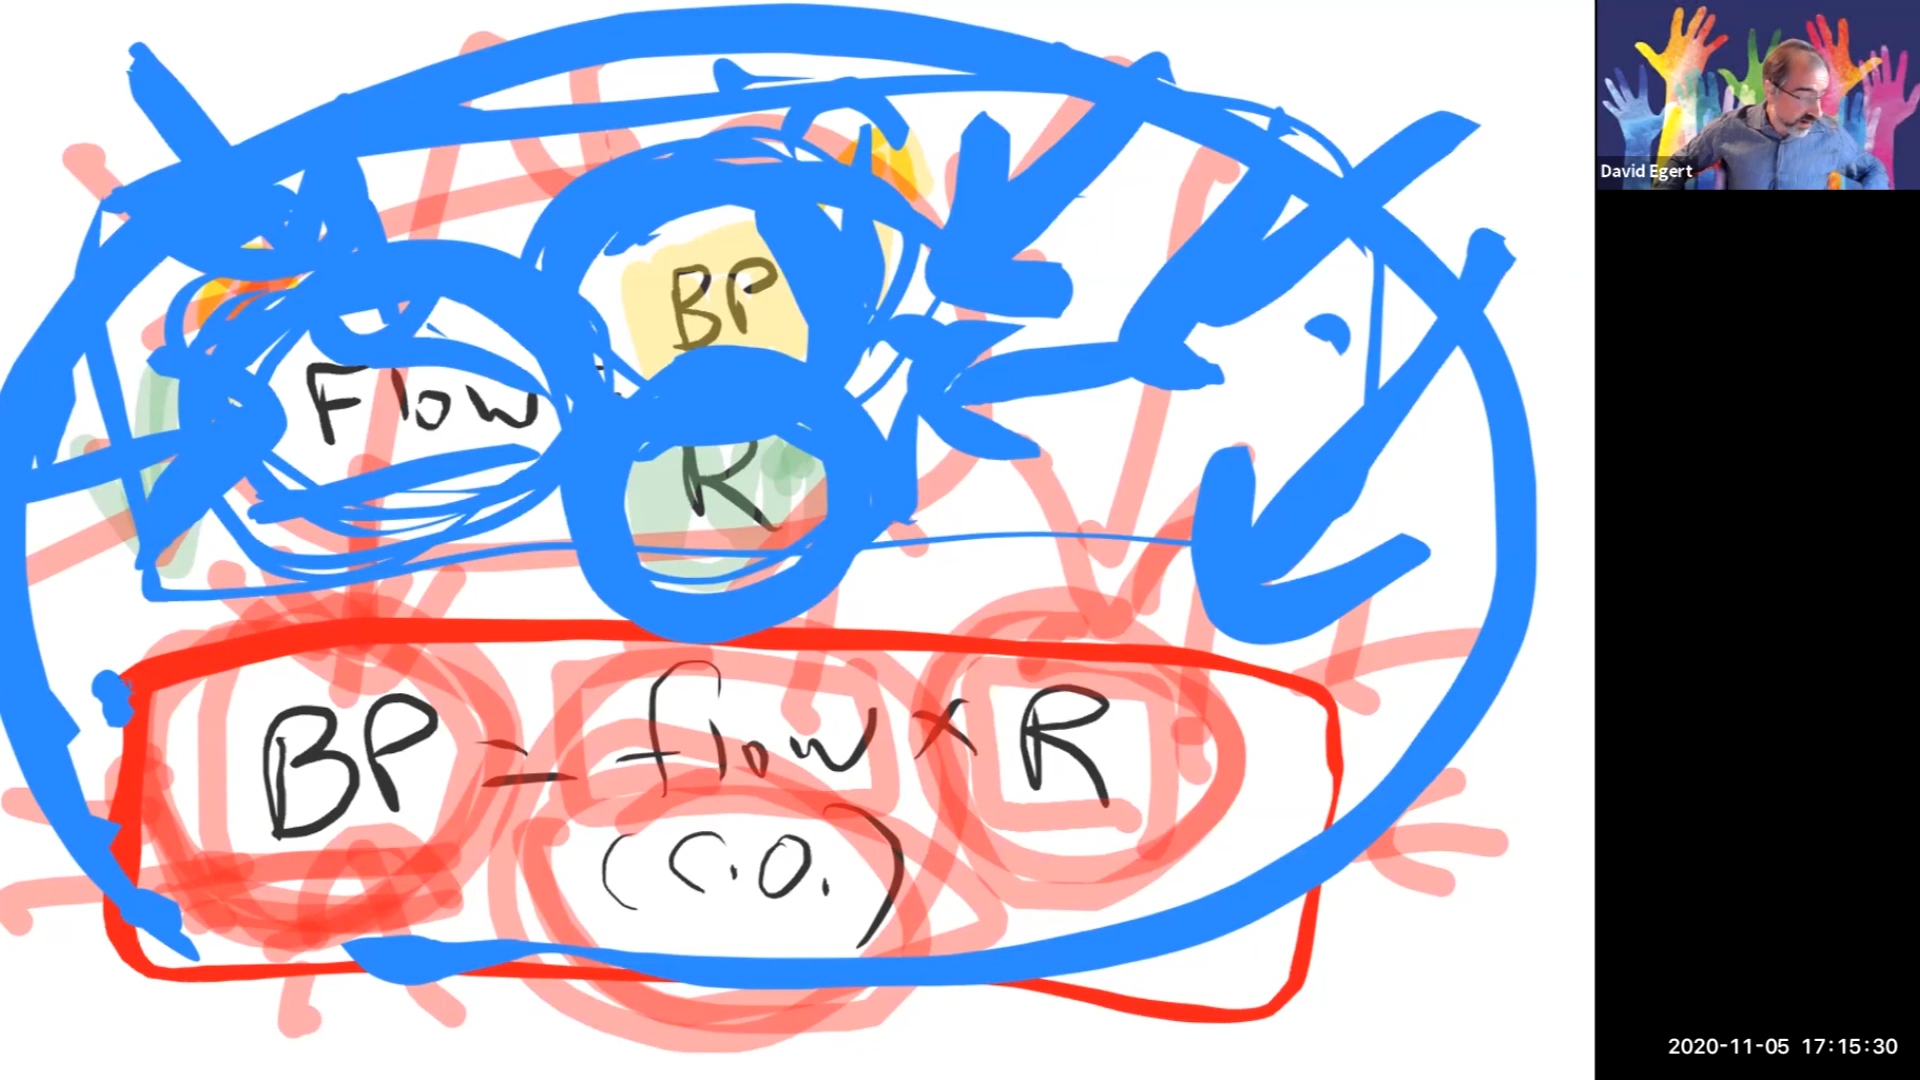 BP
Flow
R
BP = flow x R
(C.O.)
David Egert
2020-11-05 17:15:30